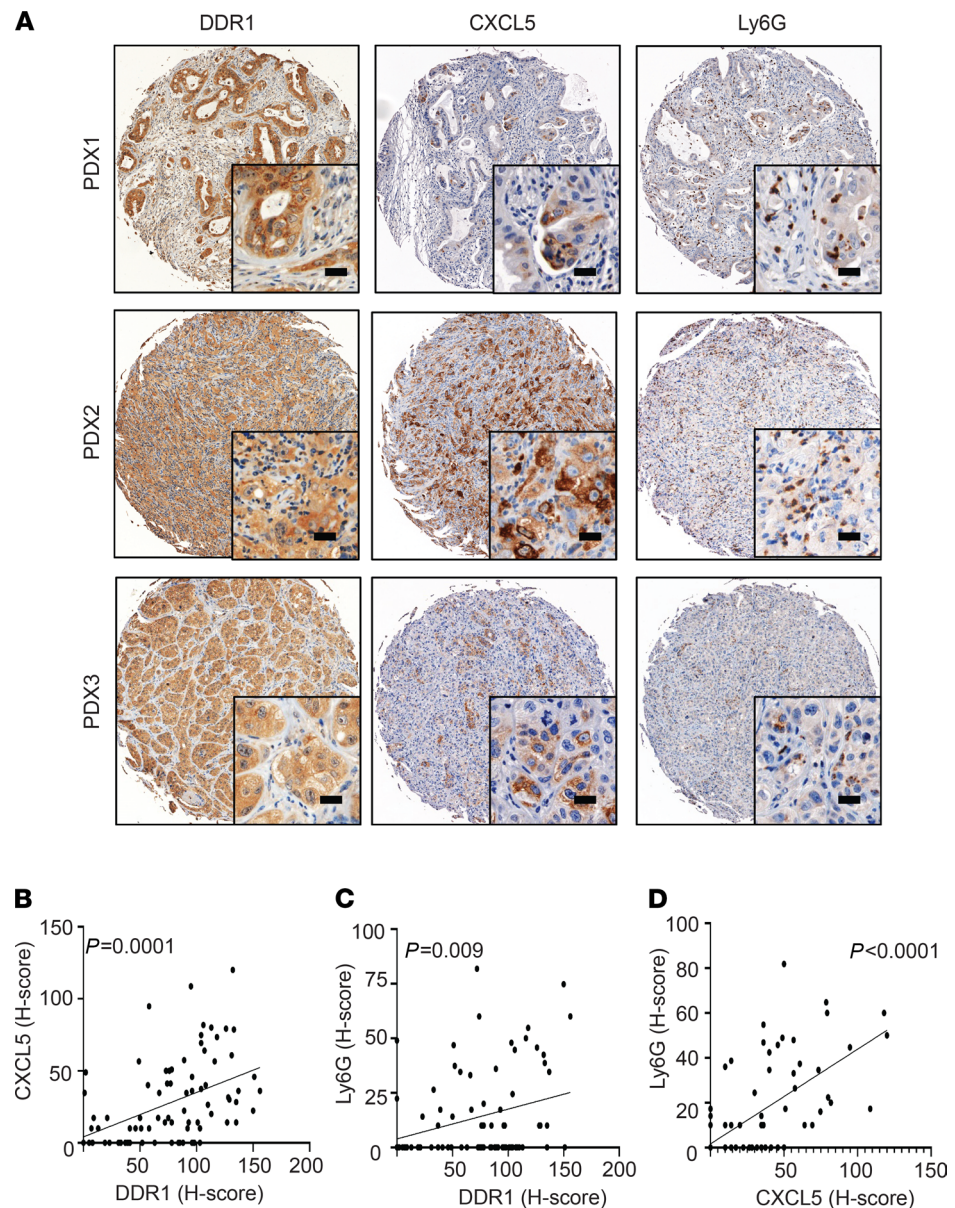 A
DDR1
CXCL5
Ly6G
PDX1
PDX2
PDX3
B
P=0.0001
CXCL5 (H-score)
150
100
50
0
0
50
100
150
200
DDR1 (H-score)
C
P=0.009
Ly6G (H-score)
100
75
50
25
0
50
100
150
200
DDR1 (H-score)
D
P<0.0001
Ly6G (H-score)
100
80
60
40
20
0
50
100
150
CXCL5 (H-score)